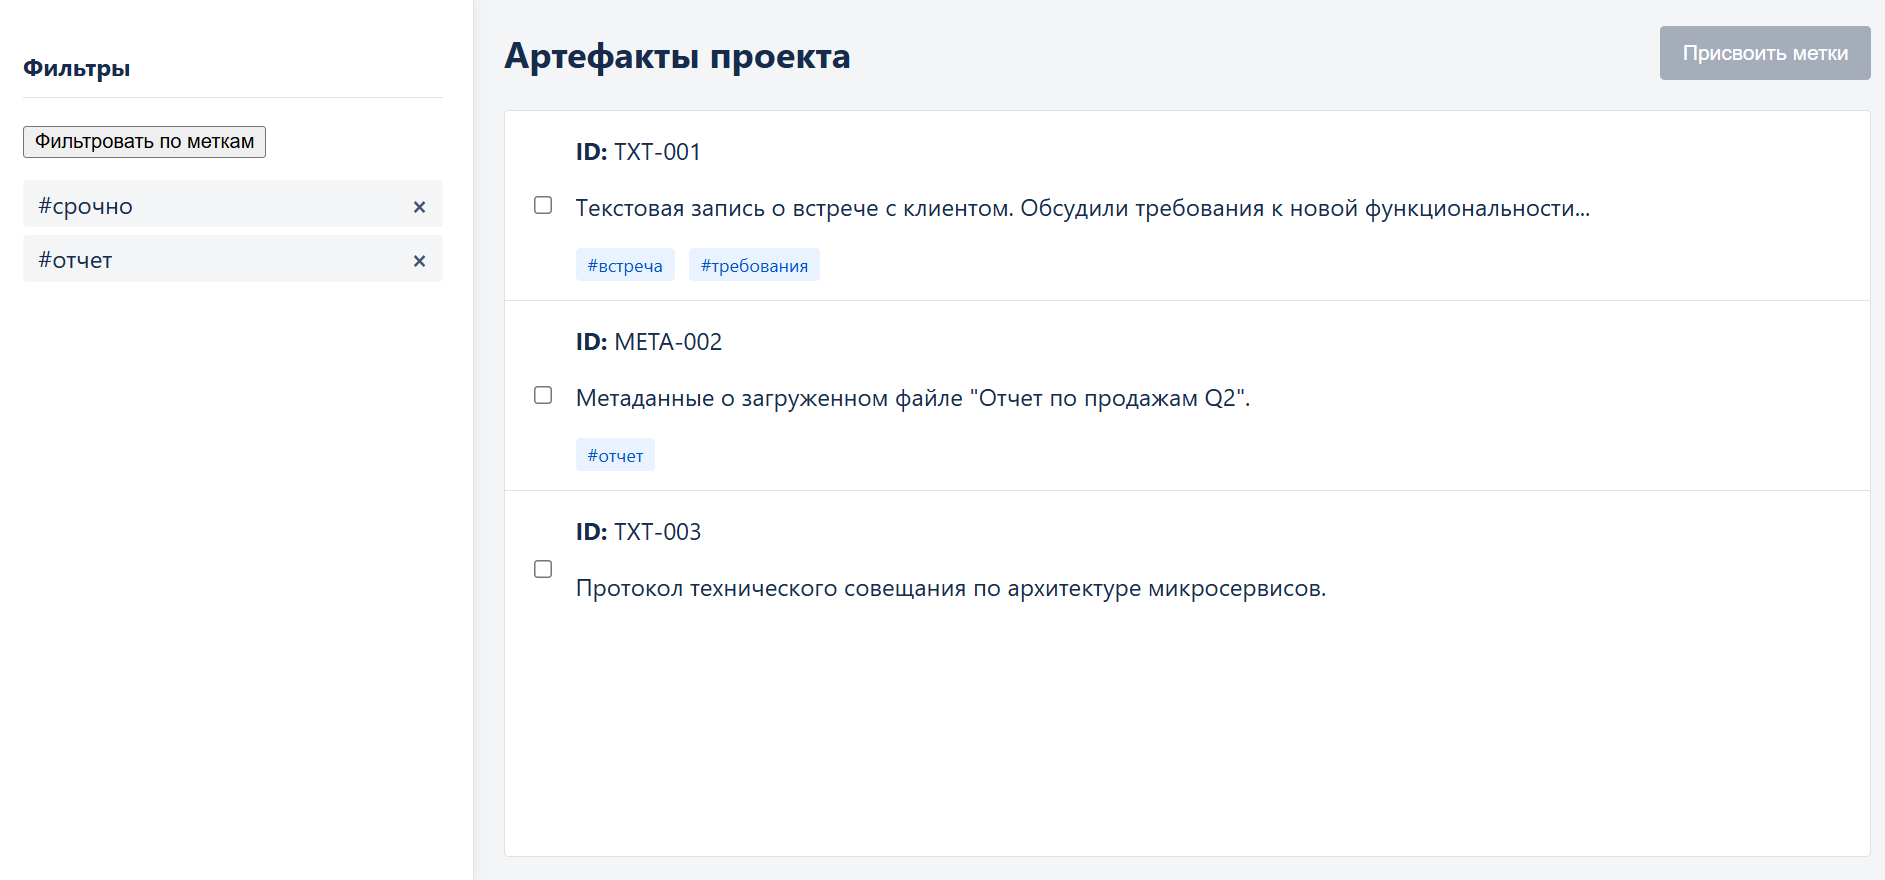 Фильтры
Фильтровать по меткам
#срочно ×
#отчет ×
Артефакты проекта
Присвоить метки
ID: TXT-001
Текстовая запись о встрече с клиентом. Обсудили требования к новой функциональности...
#встреча #требования
ID: META-002
Метаданные о загруженном файле "Отчет по продажам Q2".
#отчет
ID: TXT-003
Протокол технического совещания по архитектуре микросервисов.